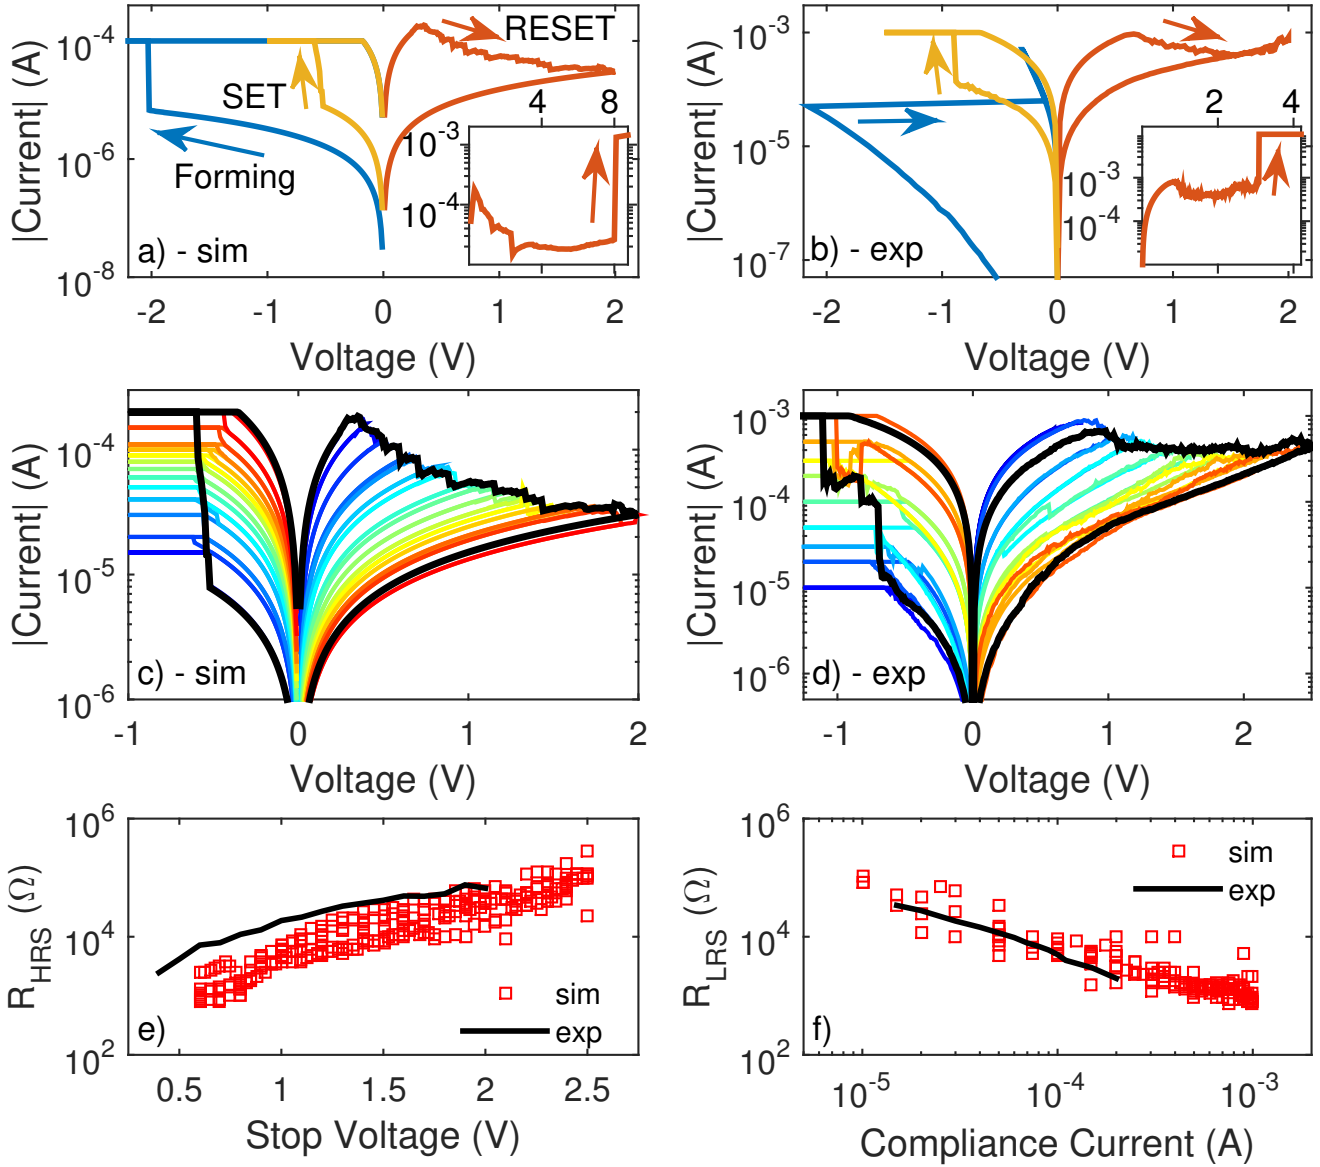 |Current| (A)
10^-4
10^-6
10^-8
RESET
SET
Forming
4 8
10^-3
10^-4
a) - sim
-2 -1 0 1 2
Voltage (V)
|Current| (A)
10^-3
10^-5
10^-7
2 4
10^-3
10^-4
b) - exp
-2 -1 0 1 2
Voltage (V)
|Current| (A)
10^-4
10^-5
10^-6
c) - sim
-1 0 1 2
Voltage (V)
|Current| (A)
10^-3
10^-4
10^-5
10^-6
d) - exp
-1 0 1 2
Voltage (V)
R_HRS (Ω)
10^6
10^4
10^2
sim
exp
e)
0.5 1 1.5 2 2.5
Stop Voltage (V)
R_LRS (Ω)
10^6
10^4
10^2
sim
exp
f)
10^-5 10^-4 10^-3
Compliance Current (A)